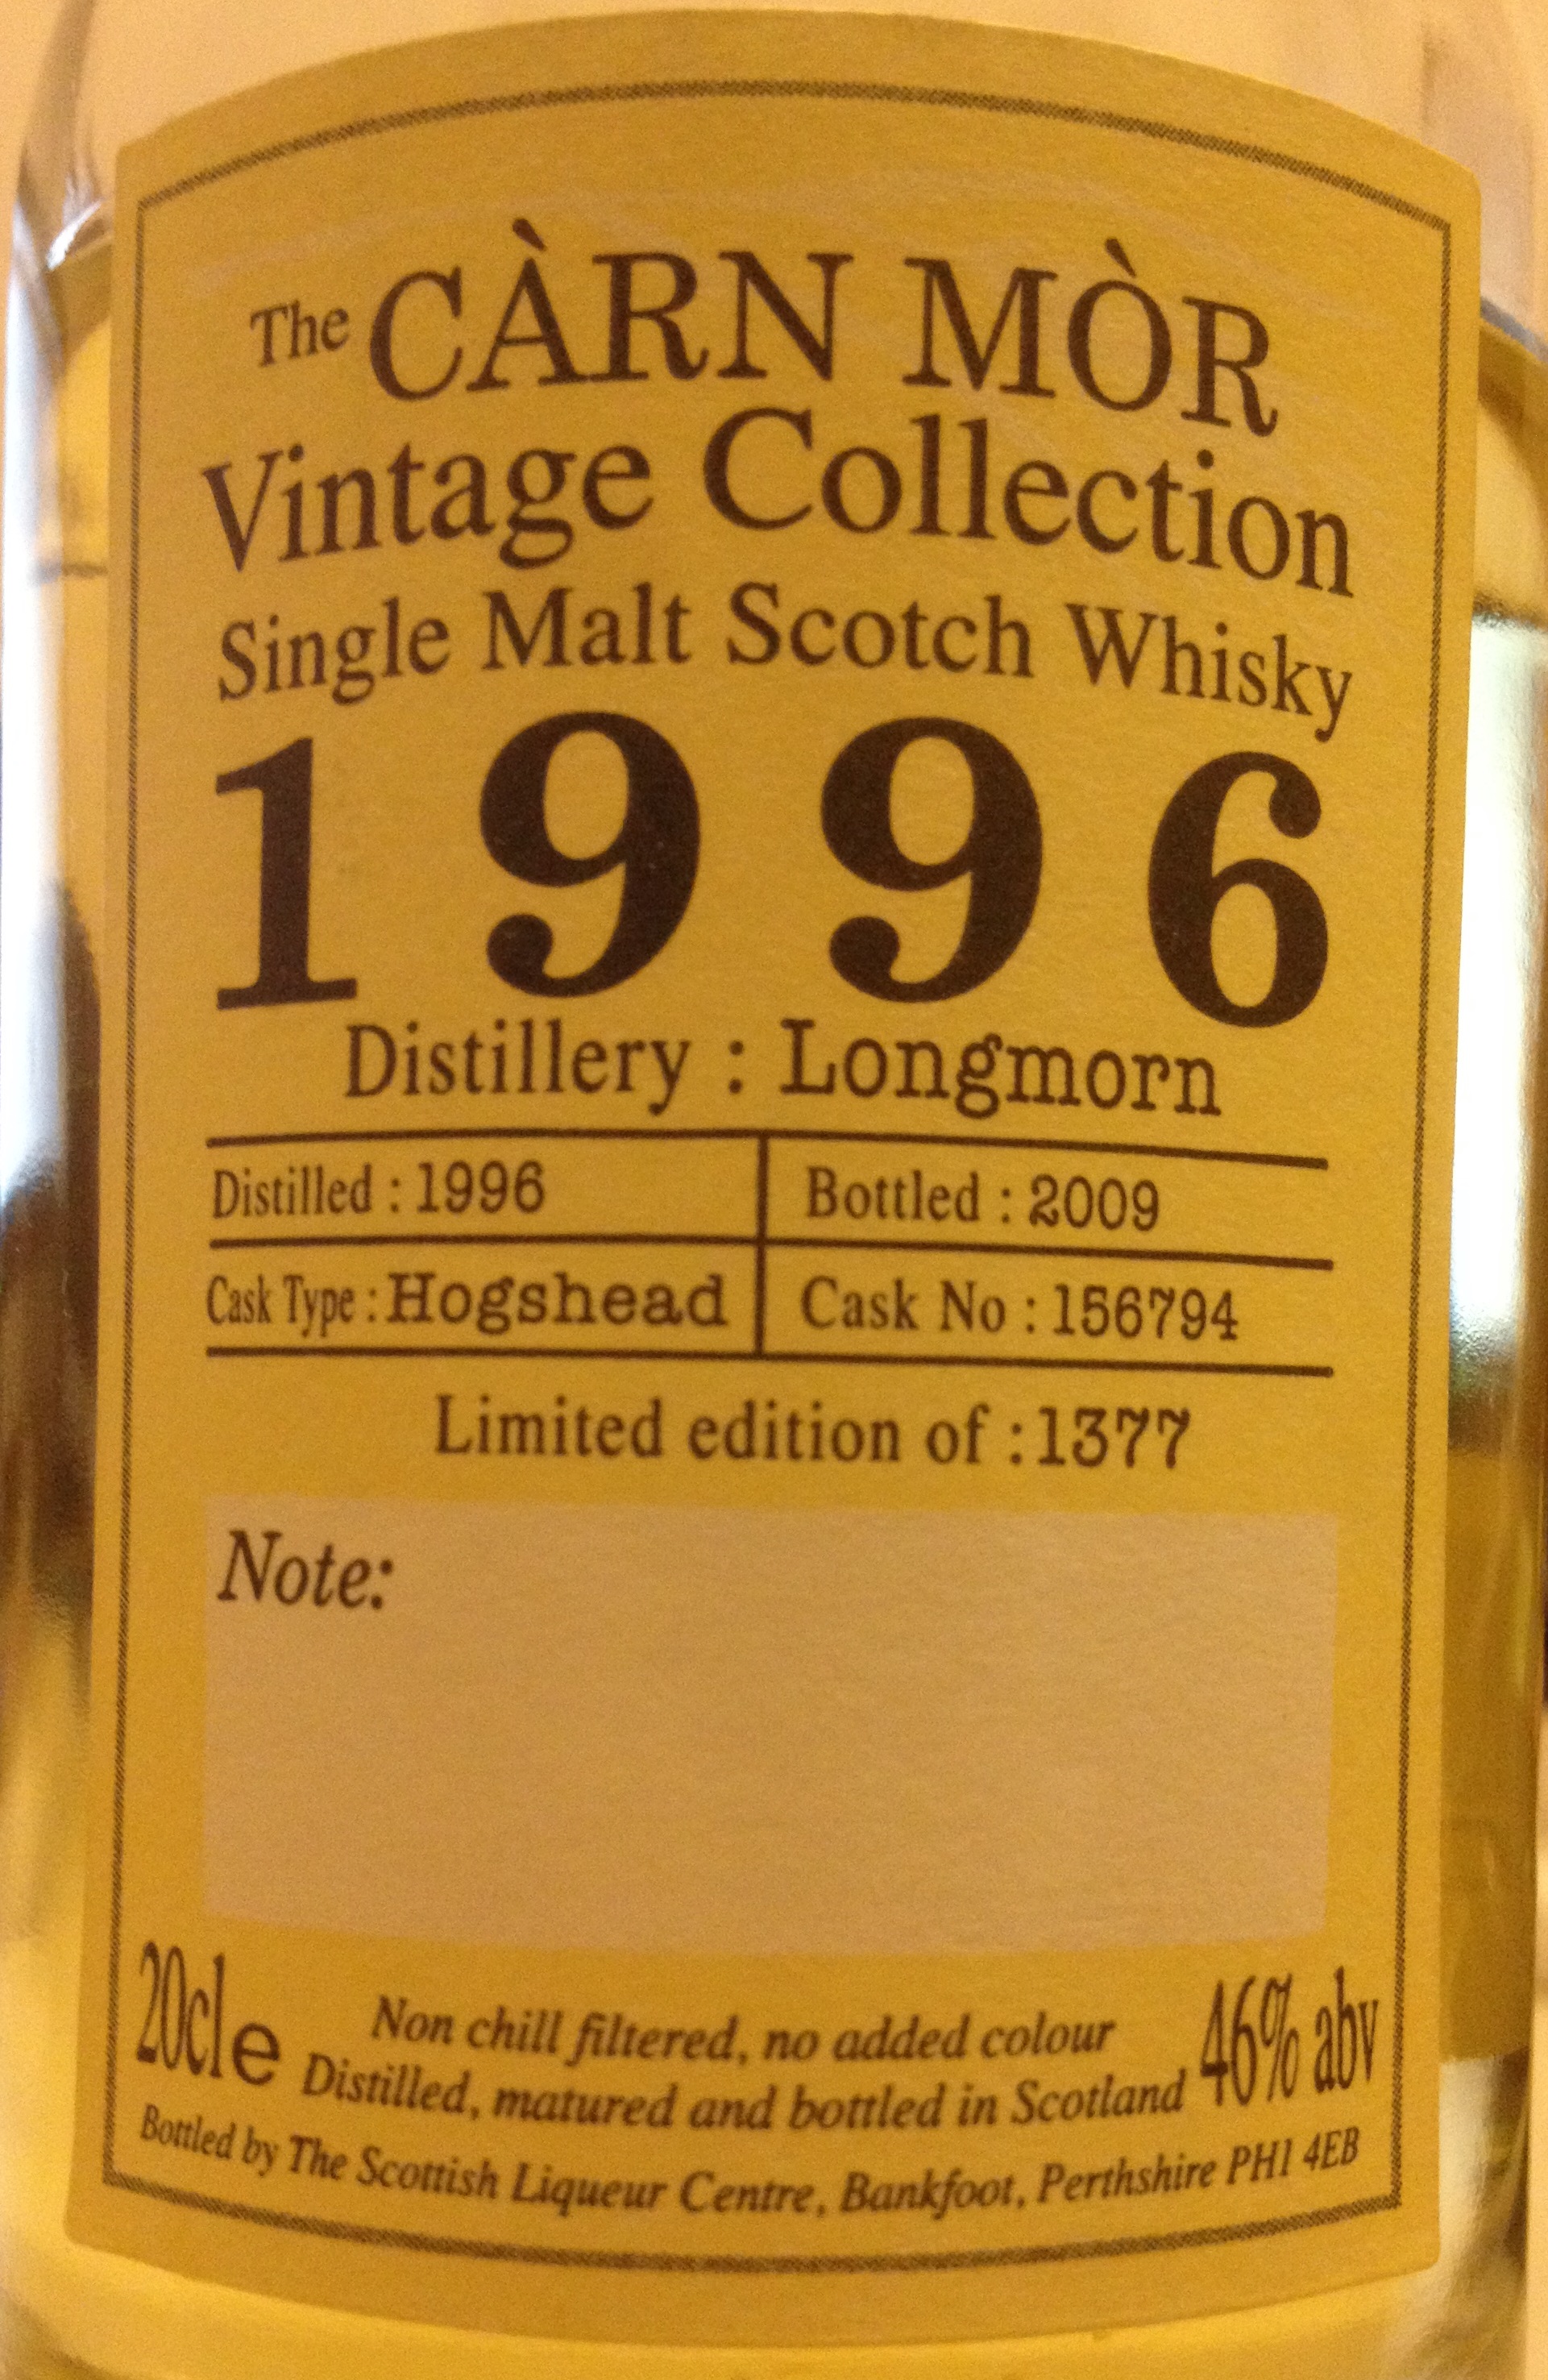 The CÀRN MÒR
Vintage Collection
Single Malt Scotch Whisky
1996
Distillery : Longmorn
Distilled : 1996 Bottled : 2009
Cask Type : Hogshead Cask No : 156794
Limited edition of : 1377
Note:
20cl e Non chill filtered, no added colour 46% abv
Distilled, matured and bottled in Scotland
Bottled by The Scottish Liqueur Centre, Bankfoot, Perthshire PH1 4EB